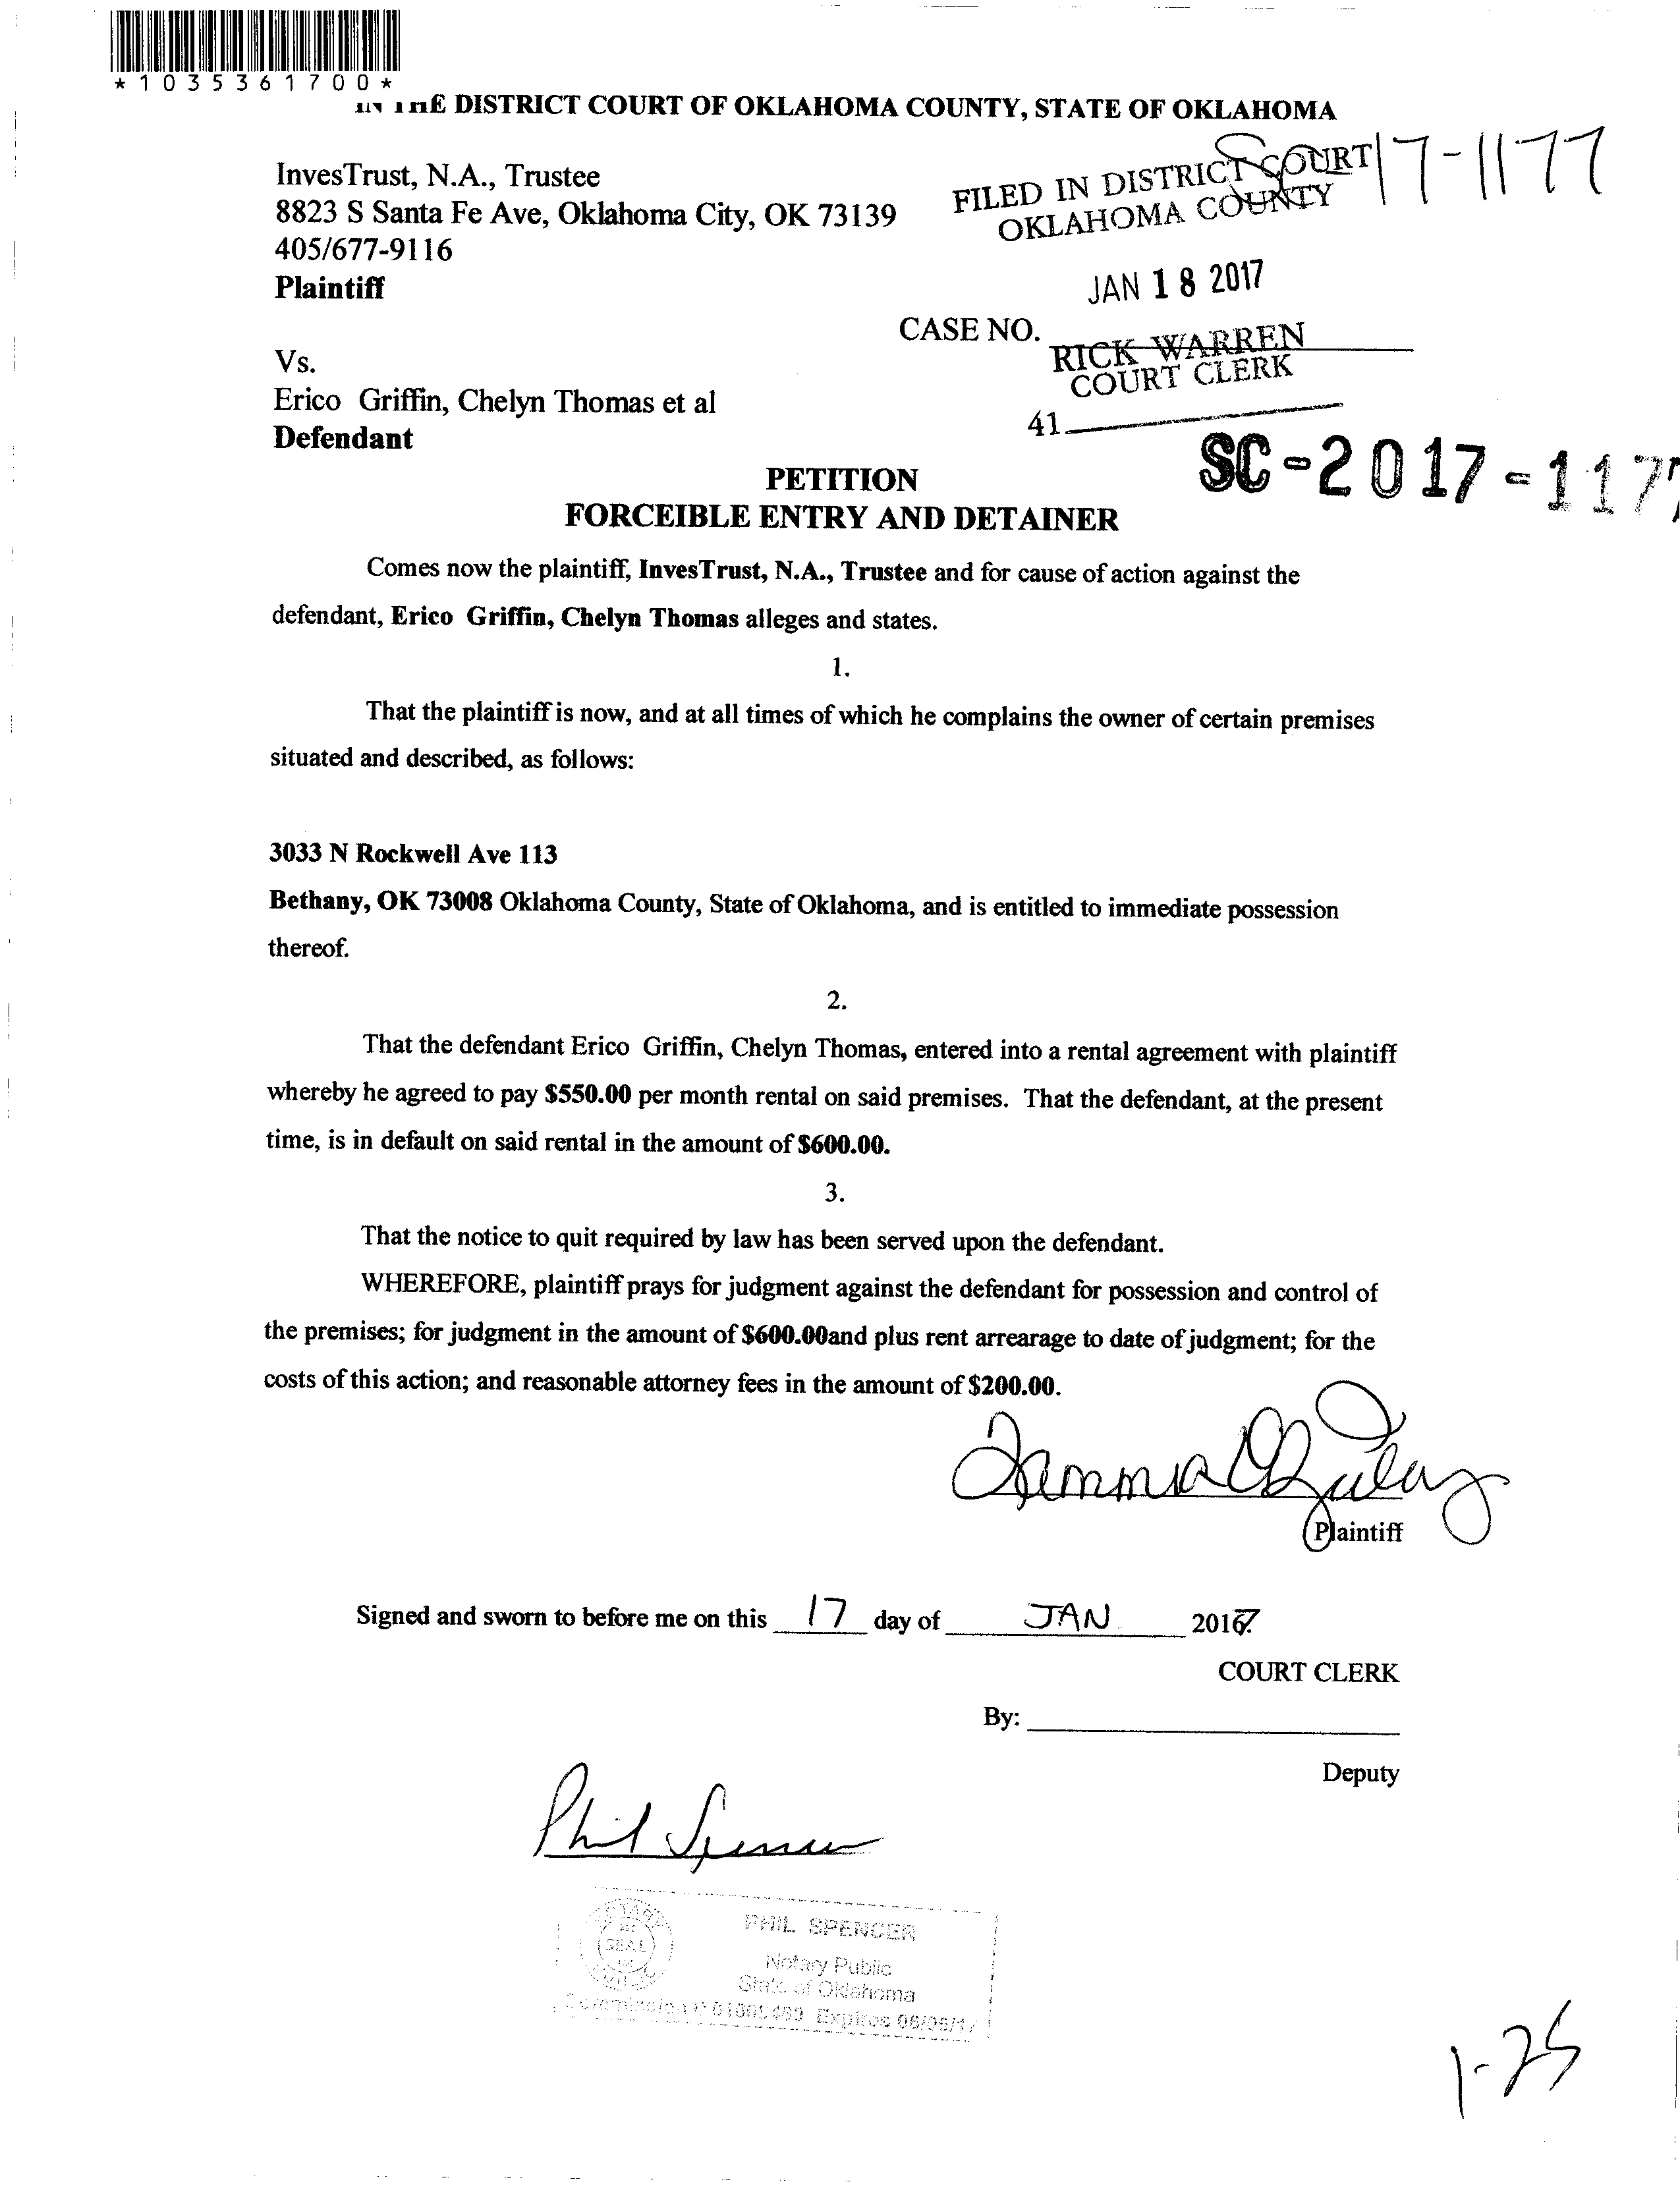 *1035361700*
IN THE DISTRICT COURT OF OKLAHOMA COUNTY, STATE OF OKLAHOMA
InvesTrust, N.A., Trustee
8823 S Santa Fe Ave, Oklahoma City, OK 73139
405/677-9116
Plaintiff
SC 17-1177
FILED IN DISTRICT COURT
OKLAHOMA COUNTY
JAN 18 2017
CASE NO.
RICK WARREN
COURT CLERK
41
Vs.
Erico Griffin, Chelyn Thomas et al
Defendant
SC-2017-1177
PETITION
FORCEIBLE ENTRY AND DETAINER
Comes now the plaintiff, InvesTrust, N.A., Trustee and for cause of action against the
defendant, Erico Griffin, Chelyn Thomas alleges and states.
1.
That the plaintiff is now, and at all times of which he complains the owner of certain premises
situated and described, as follows:
3033 N Rockwell Ave 113
Bethany, OK 73008 Oklahoma County, State of Oklahoma, and is entitled to immediate possession
thereof.
2.
That the defendant Erico Griffin, Chelyn Thomas, entered into a rental agreement with plaintiff
whereby he agreed to pay $550.00 per month rental on said premises. That the defendant, at the present
time, is in default on said rental in the amount of $600.00.
3.
That the notice to quit required by law has been served upon the defendant.
WHEREFORE, plaintiff prays for judgment against the defendant for possession and control of
the premises; for judgment in the amount of $600.00and plus rent arrearage to date of judgment; for the
costs of this action; and reasonable attorney fees in the amount of $200.00.
Plaintiff
Signed and sworn to before me on this 17 day of JAN 2017.
COURT CLERK
By:
Deputy
Phil Spencer
PHIL SPENCER
Notary Public
State of Oklahoma
Commission # Expires 06/06/17
SEAL
1-25